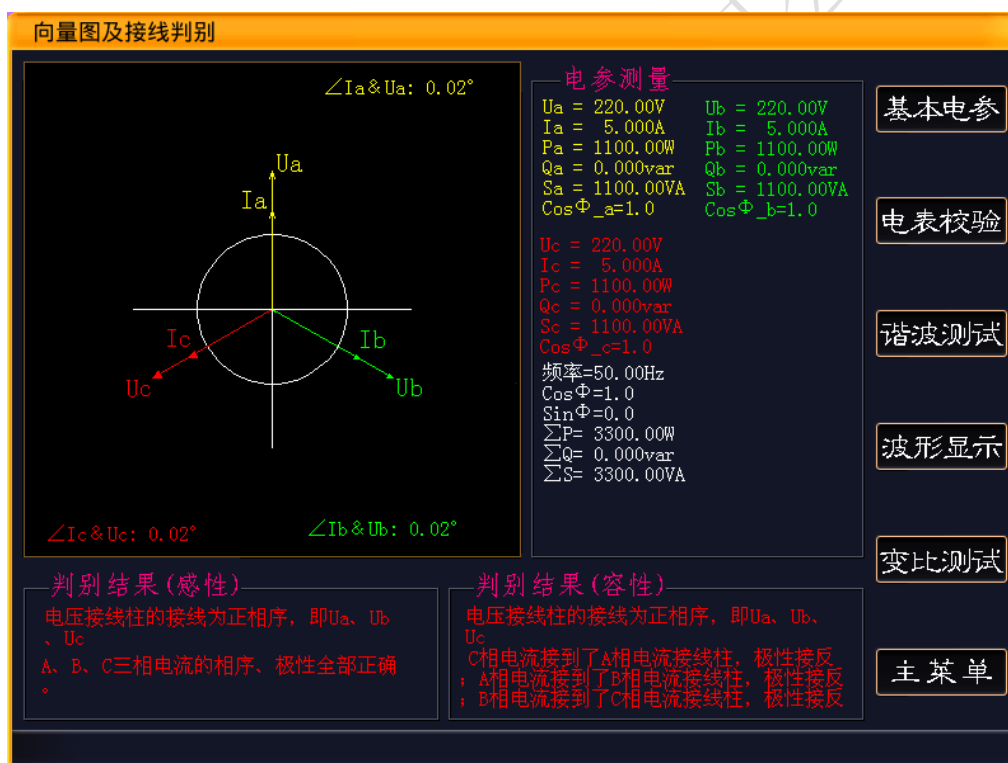 向量图及接线判别
∠Ia&Ua: 0.02°
Ua
Ia
Ic
Ib
Uc
Ub
∠Ic&Uc: 0.02°
∠Ib&Ub: 0.02°
电参测量
Ua = 220.00V
Ia =  5.000A
Pa = 1100.00W
Qa = 0.000var
Sa = 1100.00VA
CosΦ_a=1.0
Ub = 220.00V
Ib =  5.000A
Pb = 1100.00W
Qb = 0.000var
Sb = 1100.00VA
CosΦ_b=1.0
Uc = 220.00V
Ic =  5.000A
Pc = 1100.00W
Qc = 0.000var
Sc = 1100.00VA
CosΦ_c=1.0
频率=50.00Hz
CosΦ=1.0
SinΦ=0.0
∑P= 3300.00W
∑Q= 0.000var
∑S= 3300.00VA
基本电参
电表校验
谐波测试
波形显示
变比测试
主菜单
判别结果(感性)
电压接线柱的接线为正相序，即Ua、Ub
、Uc
A、B、C三相电流的相序、极性全部正确
。
判别结果(容性)
电压接线柱的接线为正相序，即Ua、Ub、
Uc
C相电流接到了A相电流接线柱，极性接反
；A相电流接到了B相电流接线柱，极性接反
；B相电流接到了C相电流接线柱，极性接反